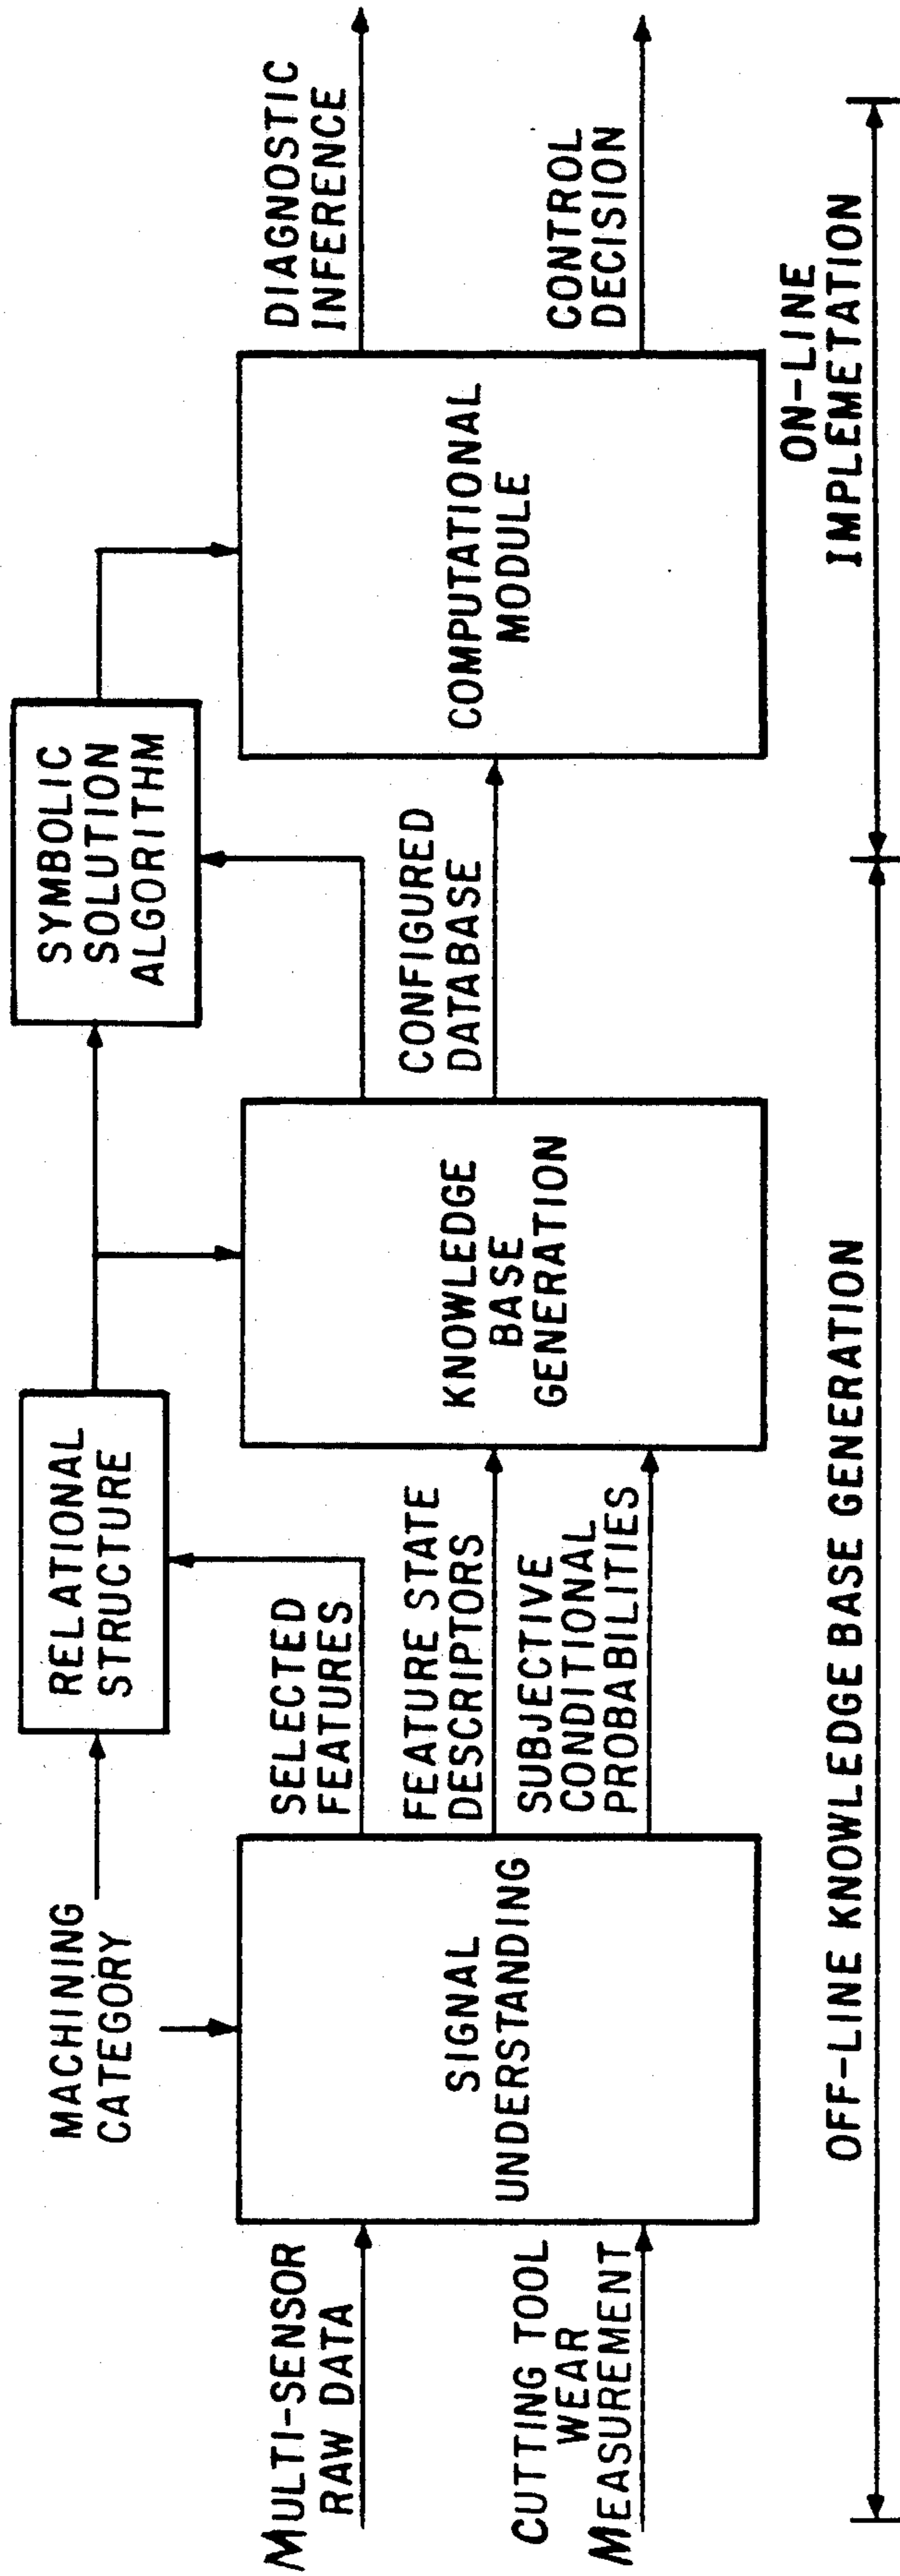 MACHINING
CATEGORY
RELATIONAL
STRUCTURE
SYMBOLIC
SOLUTION
ALGORITHM
MULTI-SENSOR
RAW DATA
CUTTING TOOL
WEAR
MEASUREMENT
SIGNAL
UNDERSTANDING
SELECTED
FEATURES
FEATURE STATE
DESCRIPTORS
SUBJECTIVE
CONDITIONAL
PROBABILITIES
KNOWLEDGE
BASE
GENERATION
CONFIGURED
DATABASE
COMPUTATIONAL
MODULE
DIAGNOSTIC
INFERENCE
CONTROL
DECISION
OFF-LINE KNOWLEDGE BASE GENERATION
ON-LINE
IMPLEMETATION